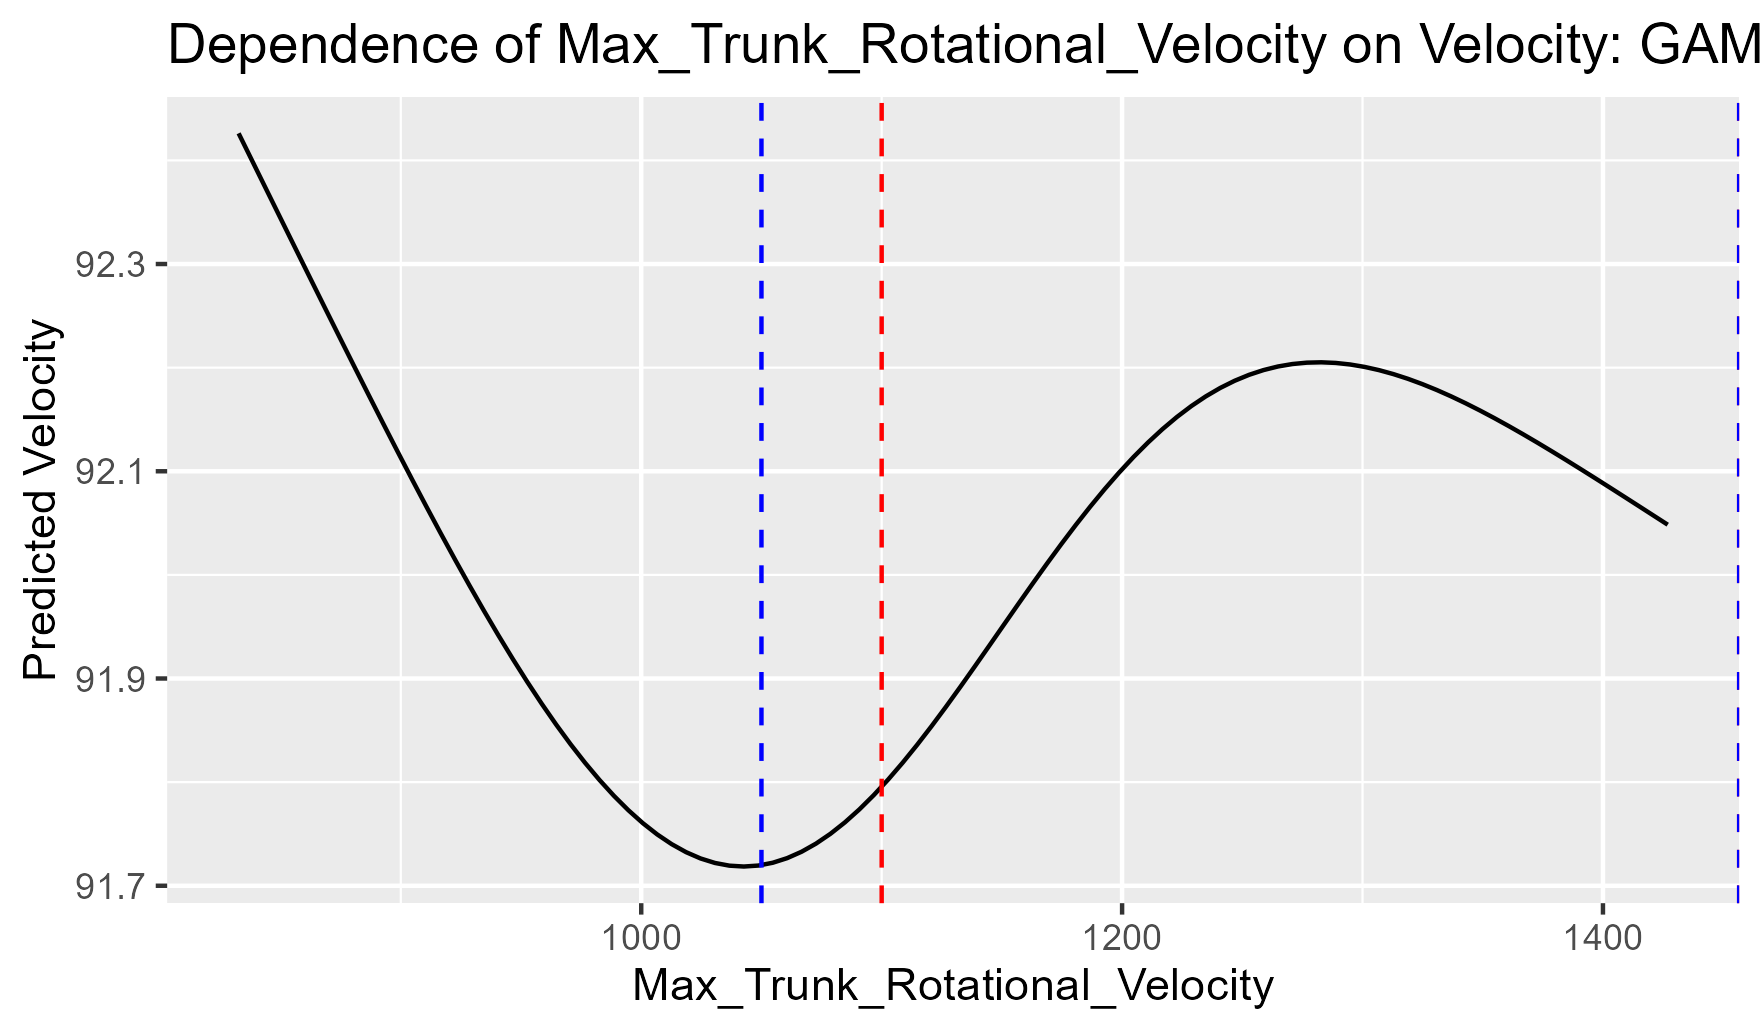 Dependence of Max_Trunk_Rotational_Velocity on Velocity: GAM
92.3
92.1
91.9
91.7
Predicted Velocity
1000 1200 1400
Max_Trunk_Rotational_Velocity